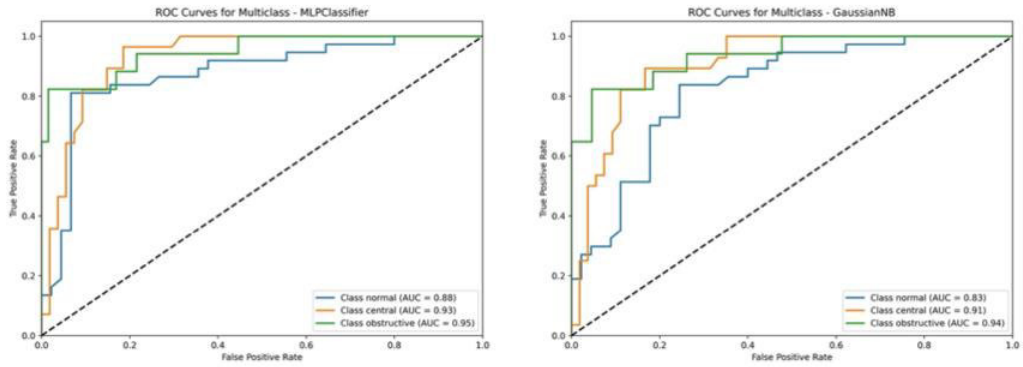 ROC Curves for Multiclass - MLPClassifier
1.0
0.8
0.6
0.4
0.2
0.0
True Positive Rate
0.0 0.2 0.4 0.6 0.8 1.0
False Positive Rate
Class normal (AUC = 0.88)
Class central (AUC = 0.93)
Class obstructive (AUC = 0.95)
ROC Curves for Multiclass - GaussianNB
1.0
0.8
0.6
0.4
0.2
0.0
True Positive Rate
0.0 0.2 0.4 0.6 0.8 1.0
False Positive Rate
Class normal (AUC = 0.83)
Class central (AUC = 0.91)
Class obstructive (AUC = 0.94)